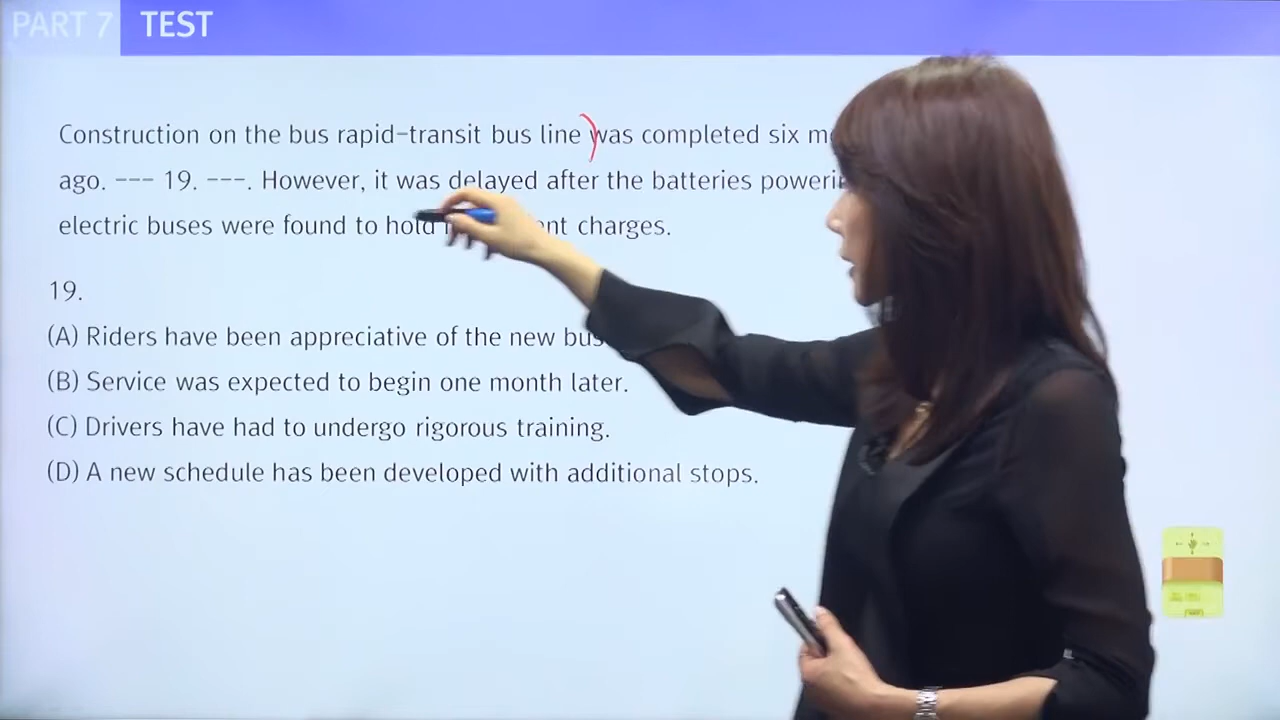 PART 7 TEST
Construction on the bus rapid-transit bus line was completed six
ago. --- 19. ---. However, it was delayed after the batteries
electric buses were found to hold charges.
19.
(A) Riders have been appreciative of the new
(B) Service was expected to begin one month later.
(C) Drivers have had to undergo rigorous training.
(D) A new schedule has been developed with additional stops.